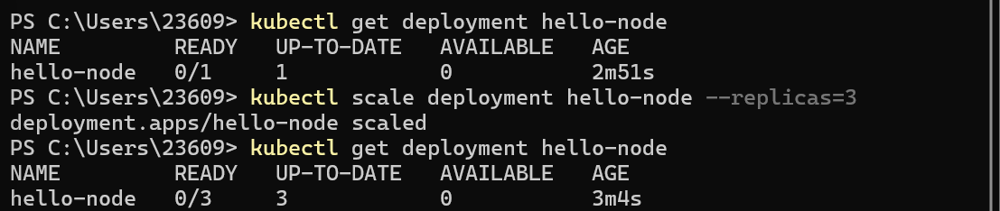 PS C:\Users\23609> kubectl get deployment hello-node
NAME READY UP-TO-DATE AVAILABLE AGE
hello-node 0/1 1 0 2m51s
PS C:\Users\23609> kubectl scale deployment hello-node --replicas=3
deployment.apps/hello-node scaled
PS C:\Users\23609> kubectl get deployment hello-node
NAME READY UP-TO-DATE AVAILABLE AGE
hello-node 0/3 3 0 3m4s